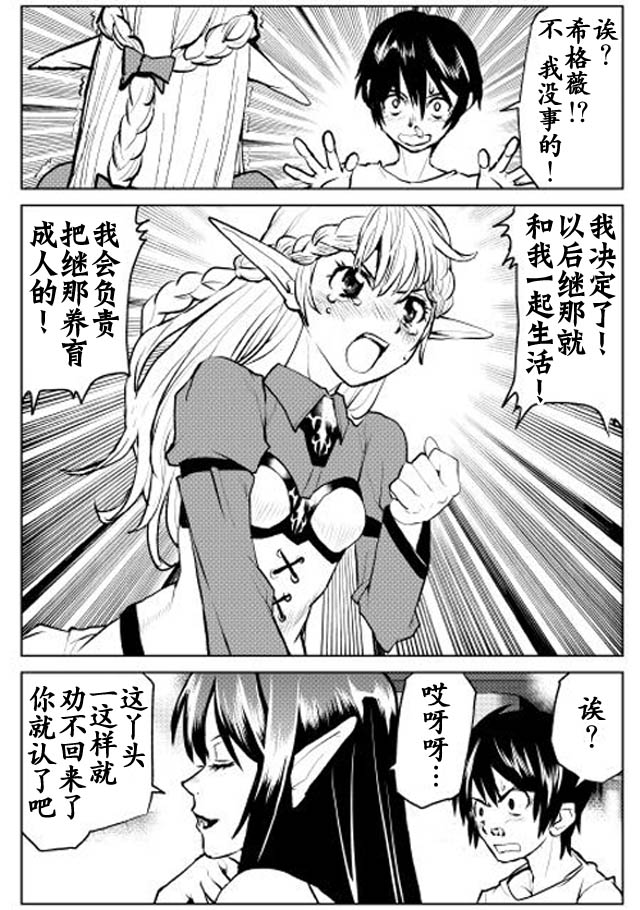 诶？
希格薇!?
不 我没事的！
我决定了！
以后继那就
和我一起生活！
我会负责
把继那养育
成人的！
诶？
哎呀呀…
这丫头
一这样就
劝不回来了
你就认了吧